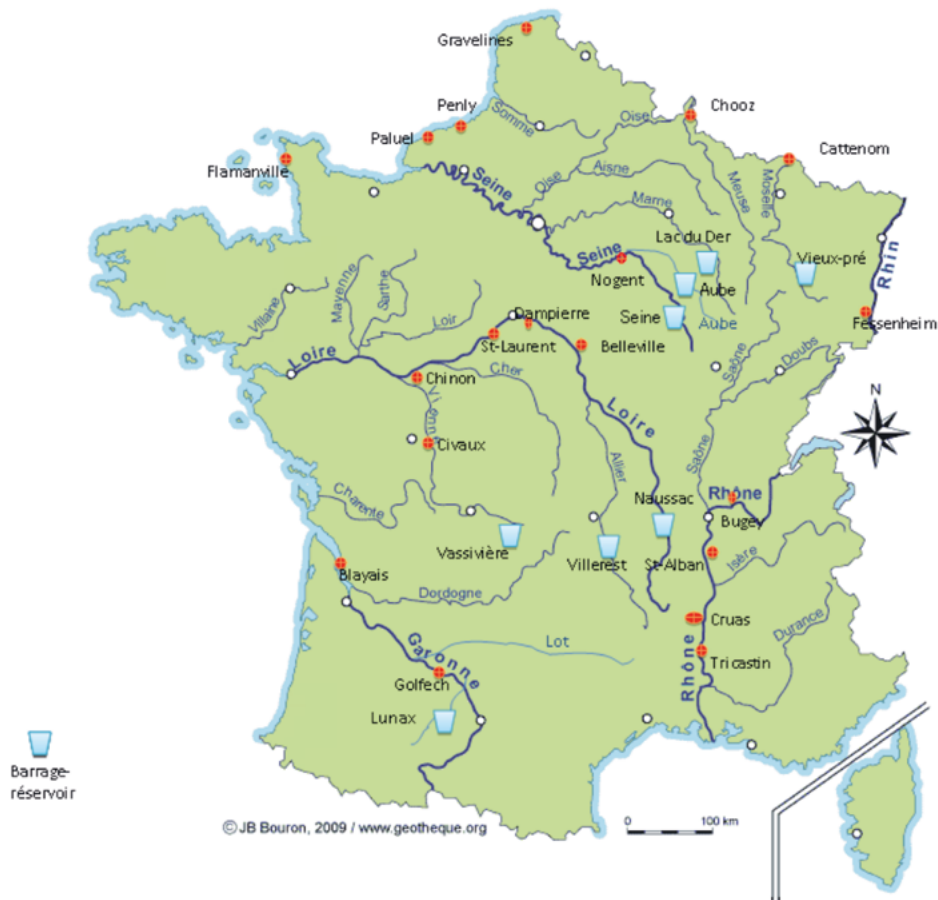 Gravelines
Penly
Somme
Oise
Chooz
Paluel
Cattenom
Flamanville
Seine
Oise
Aisne
Meuse
Moselle
Marne
Lac du Der
Seine
Vieux-pré
Rhin
Nogent
Aube
Mayenne
Sarthe
Villaine
Loir
Dampierre
Seine
Aube
Fessenheim
St-Laurent
Belleville
Saône
Doubs
Loire
Chinon
Cher
N
Vienne
Loire
Civaux
Allier
Saône
Charente
Naussac
Rhône
Bugey
Vassivière
Villerest
St-Alban
Isère
Blayais
Dordogne
Cruas
Durance
Lot
Garonne
Rhône
Tricastin
Golfech
Lunax
Barrage-
réservoir
© JB Bouron, 2009 / www.geotheque.org
0 100 km